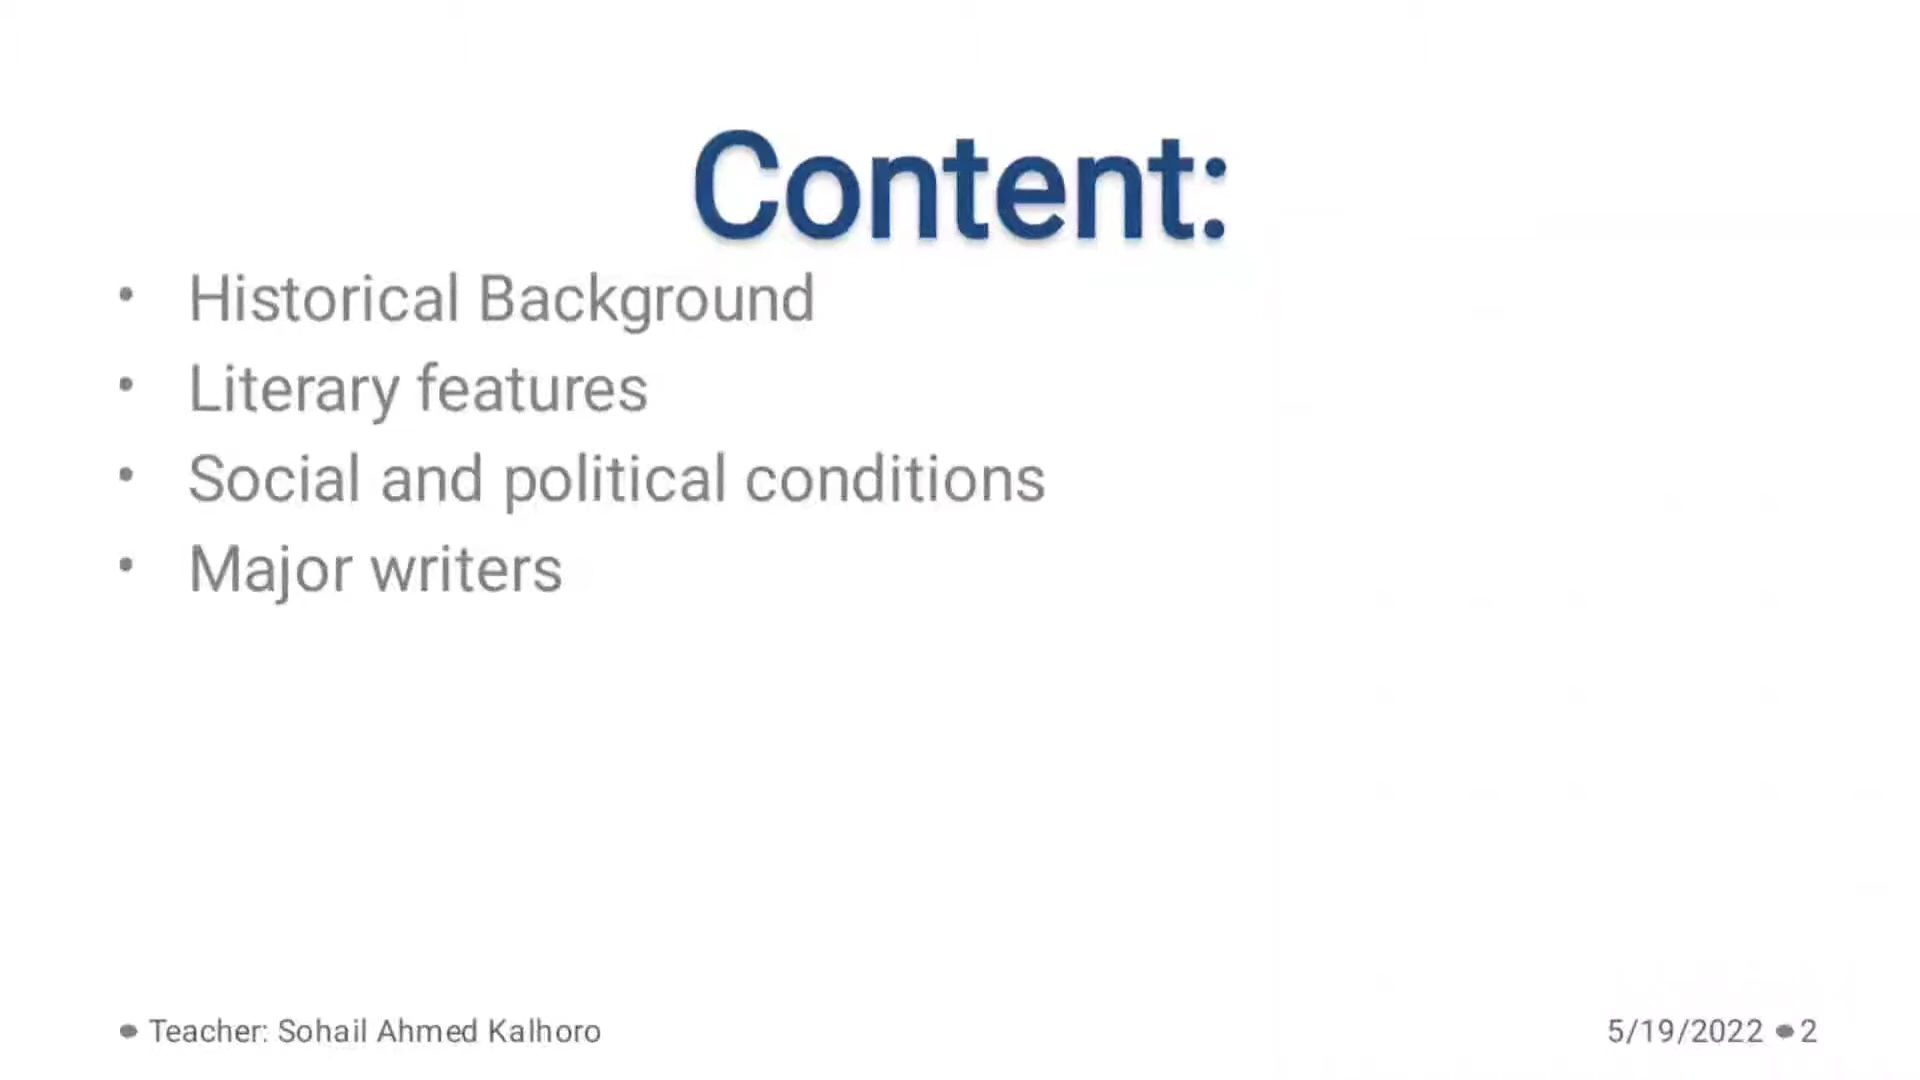 Content:
• Historical Background
• Literary features
• Social and political conditions
• Major writers
Teacher: Sohail Ahmed Kalhoro
5/19/2022 2